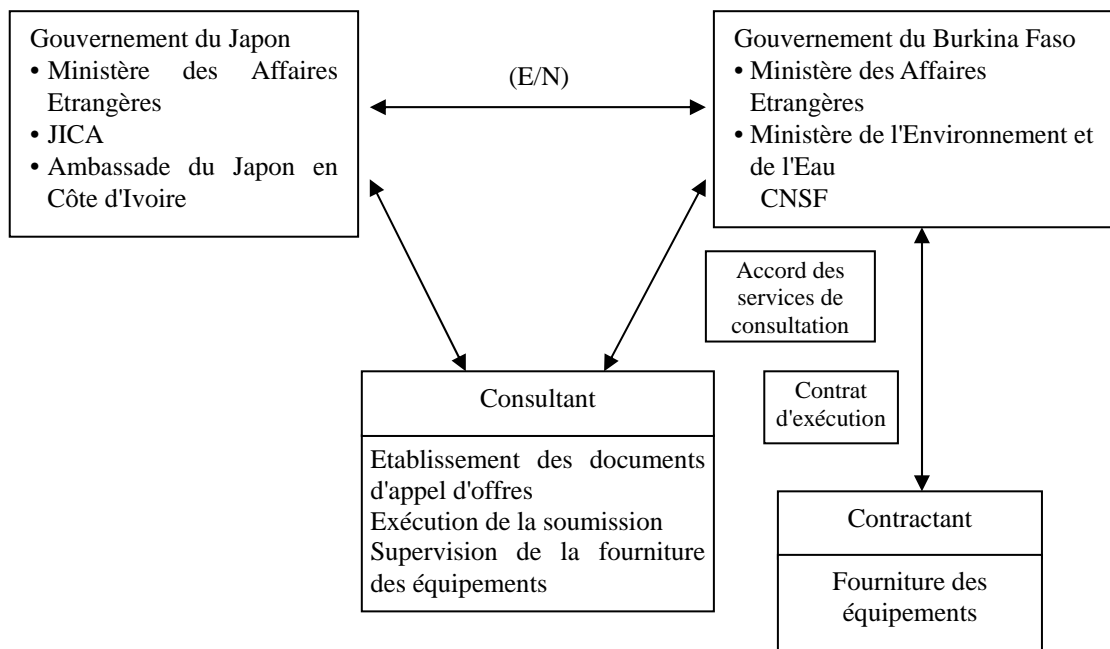 Gouvernement du Japon
• Ministère des Affaires
Etrangères
• JICA
• Ambassade du Japon en
Côte d'Ivoire
(E/N)
Gouvernement du Burkina Faso
• Ministère des Affaires
Etrangères
• Ministère de l'Environnement et
de l'Eau
CNSF
Accord des
services de
consultation
Consultant
Etablissement des documents
d'appel d'offres
Exécution de la soumission
Supervision de la fourniture
des équipements
Contrat
d'exécution
Contractant
Fourniture des
équipements